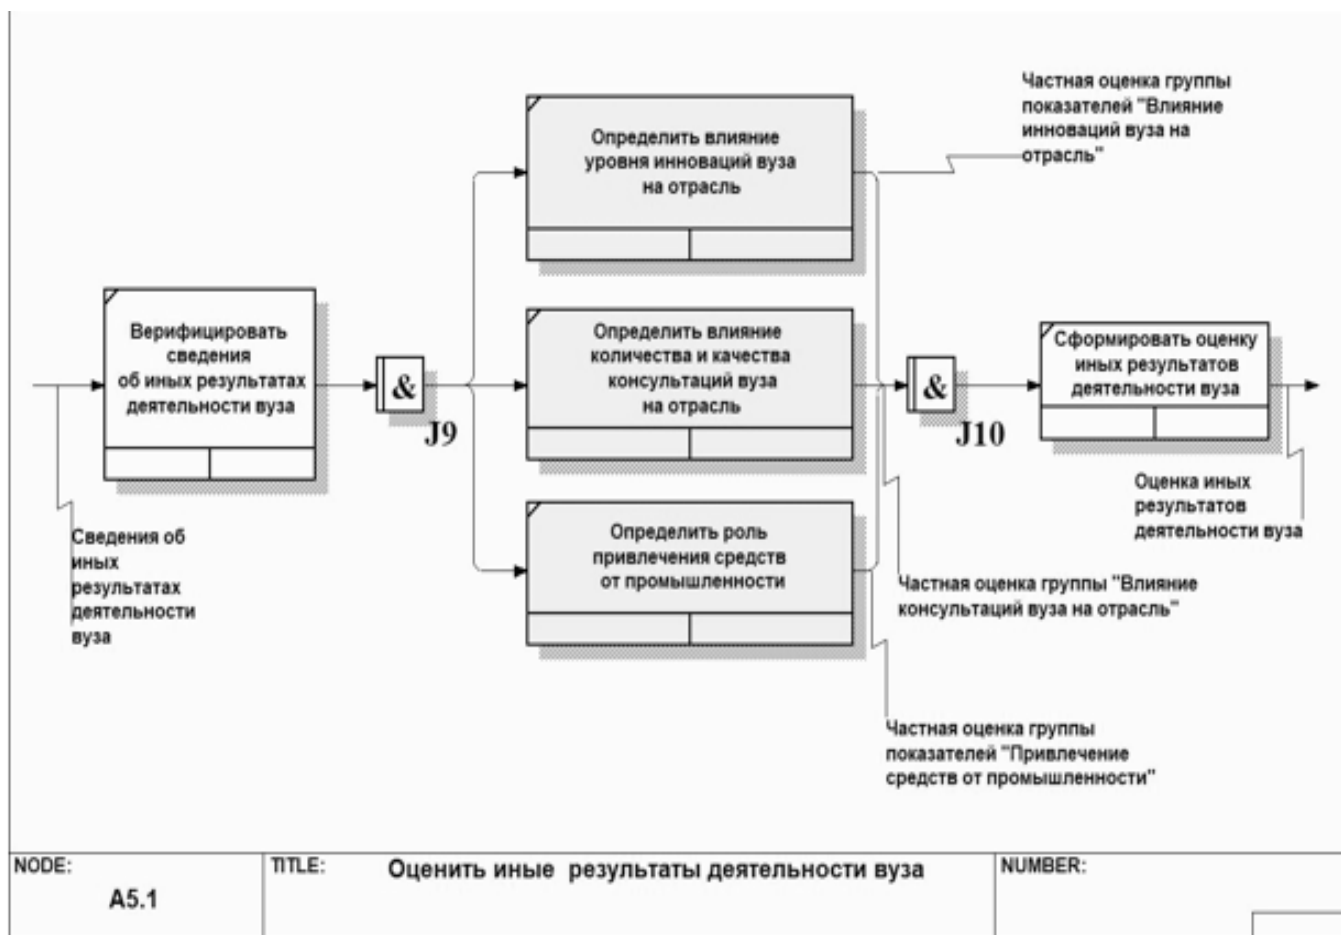 Частная оценка группы
показателей "Влияние
инноваций вуза на
отрасль"
Определить влияние
уровня инноваций вуза
на отрасль
Верифицировать
сведения
об иных результатах
деятельности вуза
&
J9
Определить влияние
количества и качества
консультаций вуза
на отрасль
&
J10
Сформировать оценку
иных результатов
деятельности вуза
Оценка иных
результатов
деятельности вуза
Сведения об
иных
результатах
деятельности
вуза
Определить роль
привлечения средств
от промышленности
Частная оценка группы "Влияние
консультаций вуза на отрасль"
Частная оценка группы
показателей "Привлечение
средств от промышленности"
NODE:
A5.1
TITLE:
Оценить иные результаты деятельности вуза
NUMBER: